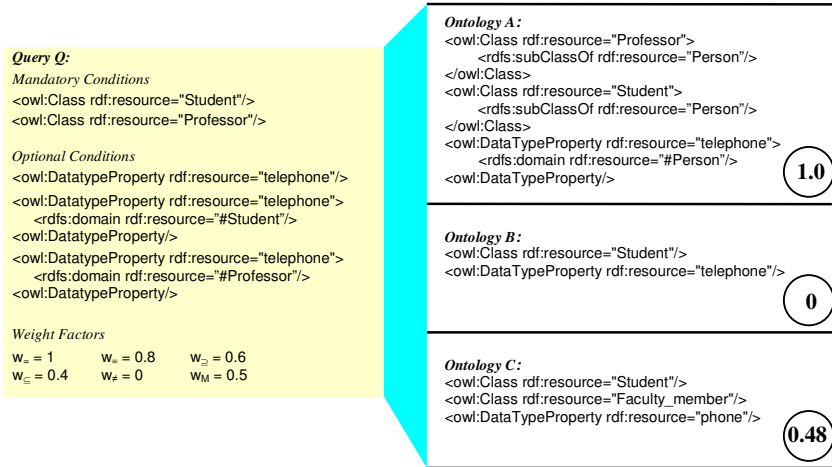 Query Q:
Mandatory Conditions
<owl:Class rdf:resource="Student"/>
<owl:Class rdf:resource="Professor"/>
Optional Conditions
<owl:DatatypeProperty rdf:resource="telephone"/>
<owl:DatatypeProperty rdf:resource="telephone">
<rdfs:domain rdf:resource="#Student"/>
<owl:DatatypeProperty/>
<owl:DatatypeProperty rdf:resource="telephone">
<rdfs:domain rdf:resource="#Professor"/>
<owl:DatatypeProperty/>
Weight Factors
w₌ = 1 w≡ = 0.8 w⊇ = 0.6
w⊆ = 0.4 w≠ = 0 wM = 0.5
Ontology A:
<owl:Class rdf:resource="Professor">
<rdfs:subClassOf rdf:resource="Person"/>
</owl:Class>
<owl:Class rdf:resource="Student">
<rdfs:subClassOf rdf:resource="Person"/>
</owl:Class>
<owl:DataTypeProperty rdf:resource="telephone">
<rdfs:domain rdf:resource="#Person"/>
<owl:DataTypeProperty/>
1.0
Ontology B:
<owl:Class rdf:resource="Student"/>
<owl:DataTypeProperty rdf:resource="telephone"/>
0
Ontology C:
<owl:Class rdf:resource="Student"/>
<owl:Class rdf:resource="Faculty_member"/>
<owl:DataTypeProperty rdf:resource="phone"/>
0.48